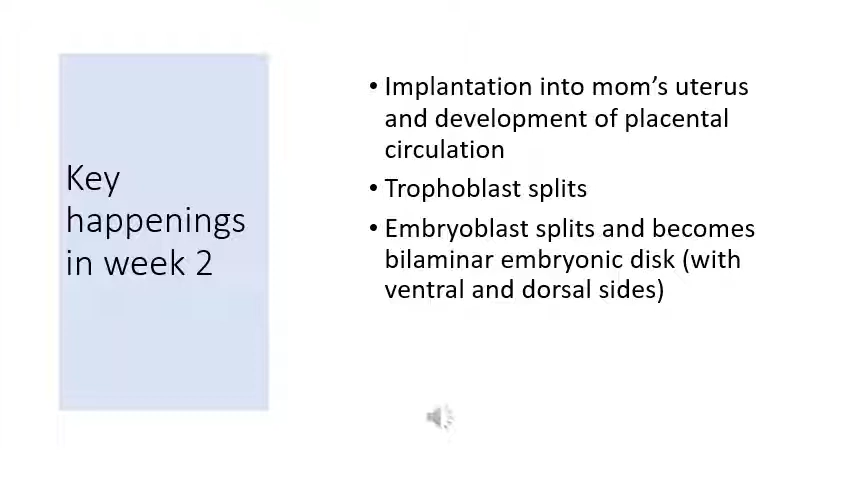 Key
happenings
in week 2
• Implantation into mom's uterus
and development of placental
circulation
• Trophoblast splits
• Embryoblast splits and becomes
bilaminar embryonic disk (with
ventral and dorsal sides)